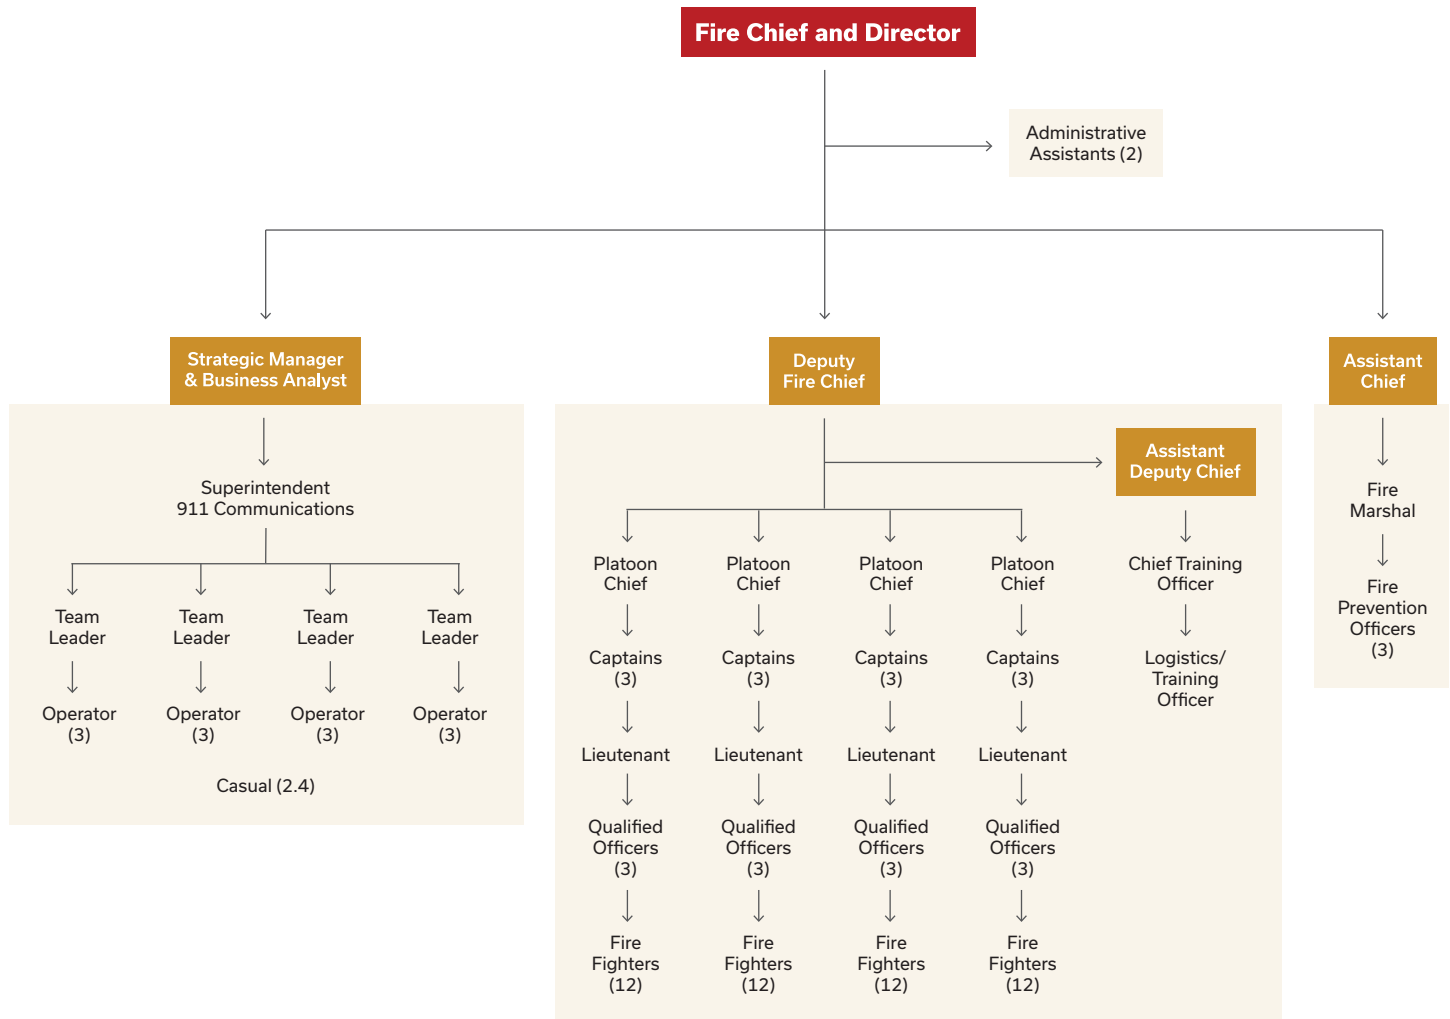 Fire Chief and Director
Administrative
Assistants (2)
Strategic Manager
& Business Analyst
Superintendent
911 Communications
Team
Leader
Operator
(3)
Team
Leader
Operator
(3)
Team
Leader
Operator
(3)
Team
Leader
Operator
(3)
Casual (2.4)
Deputy
Fire Chief
Assistant
Deputy Chief
Platoon
Chief
Captains
(3)
Lieutenant
Qualified
Officers
(3)
Fire
Fighters
(12)
Platoon
Chief
Captains
(3)
Lieutenant
Qualified
Officers
(3)
Fire
Fighters
(12)
Platoon
Chief
Captains
(3)
Lieutenant
Qualified
Officers
(3)
Fire
Fighters
(12)
Platoon
Chief
Captains
(3)
Lieutenant
Qualified
Officers
(3)
Fire
Fighters
(12)
Chief Training
Officer
Logistics/
Training
Officer
Assistant
Chief
Fire
Marshal
Fire
Prevention
Officers
(3)